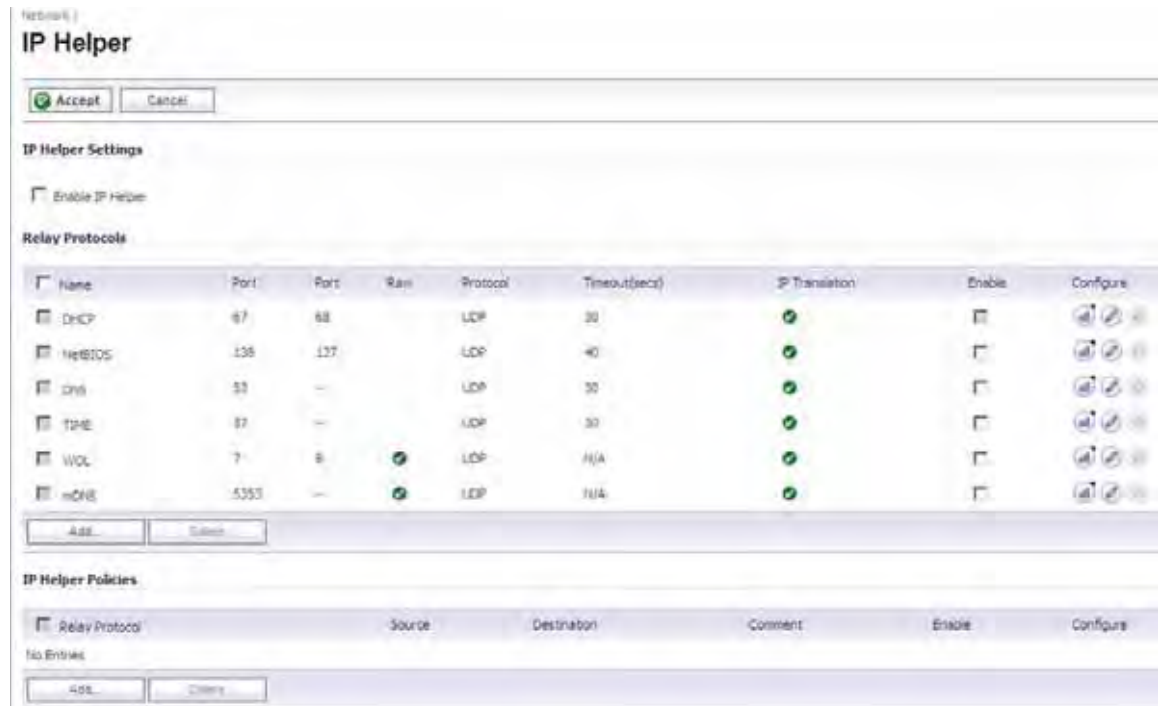 Network /
IP Helper
Accept Cancel
IP Helper Settings
Enable IP Helper
Relay Protocols
Name Port Port Raw Protocol Timeout(secs) IP Translation Enable Configure
DHCP 67 68 UDP 30
NetBIOS 138 137 UDP 40
DNS 53 -- UDP 30
TIME 37 -- UDP 30
WOL 7 9 UDP N/A
mDNS 5353 -- UDP N/A
Add... Delete
IP Helper Policies
Relay Protocol Source Destination Comment Enable Configure
No Entries
Add... Delete